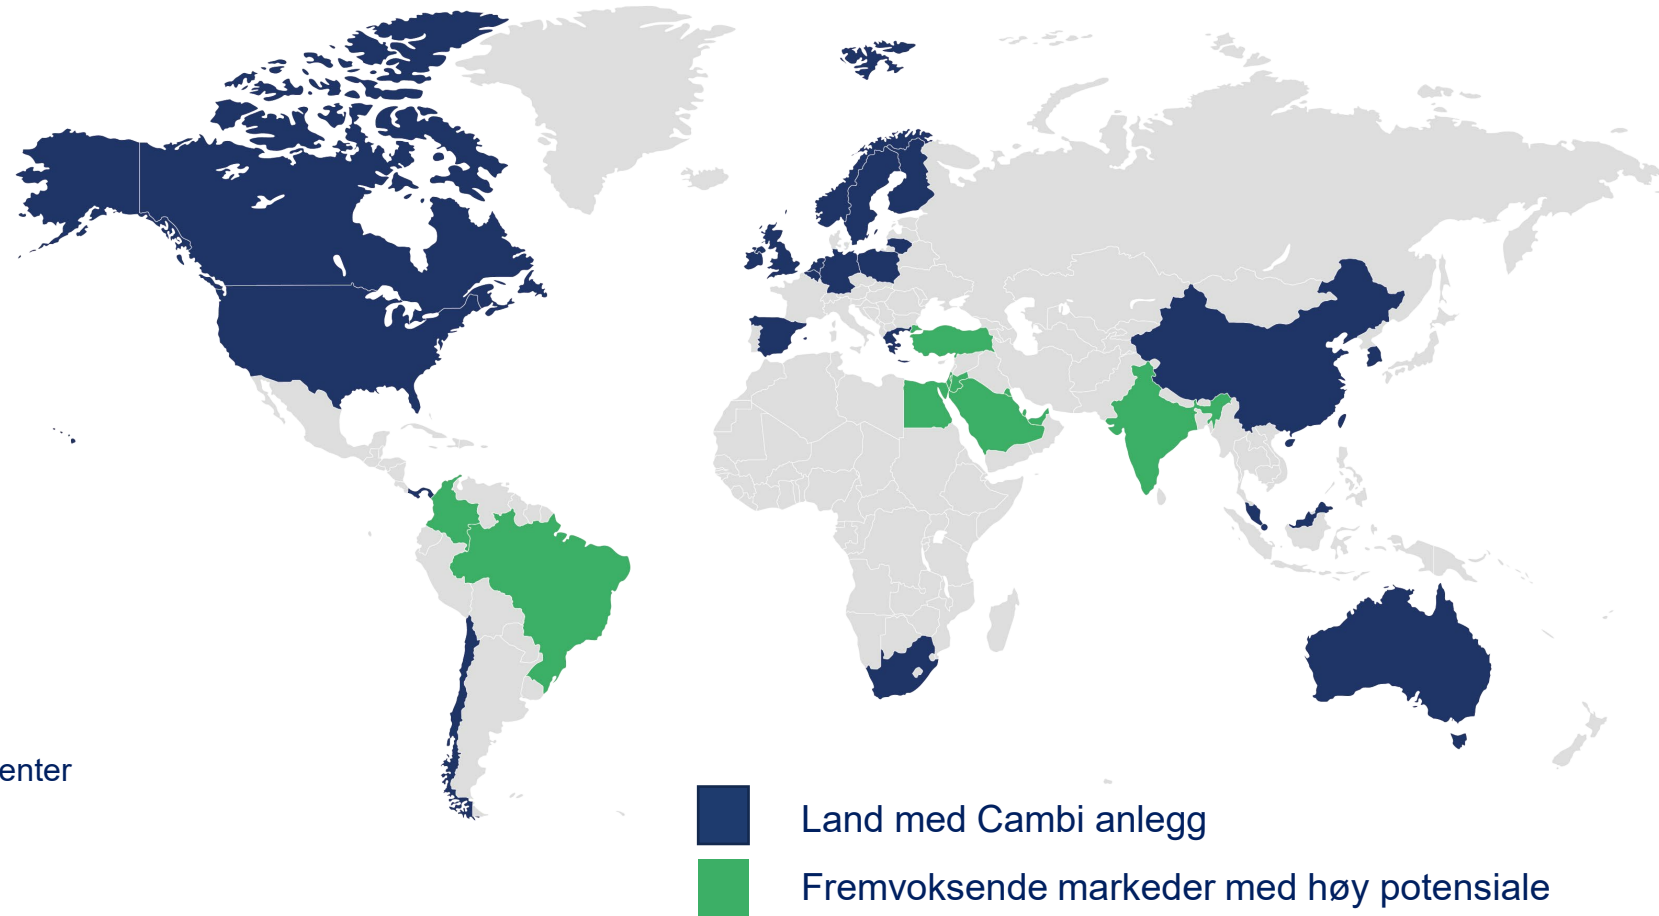 enter
Land med Cambi anlegg
Fremvoksende markeder med høy potensiale